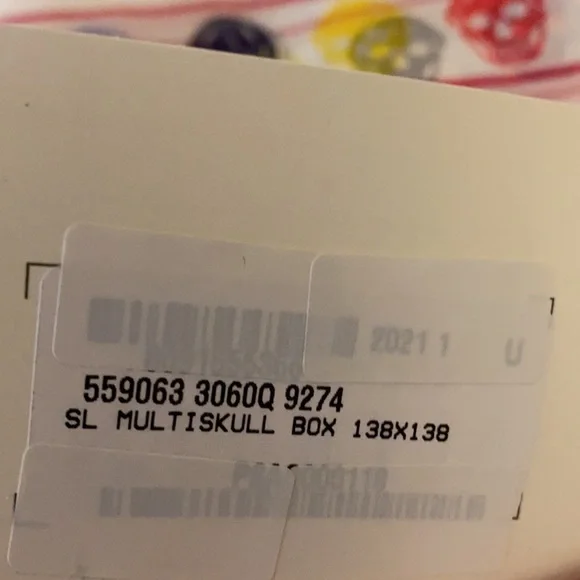 2021 1 U
559063 3060Q 9274
SL MULTISKULL BOX 138X138